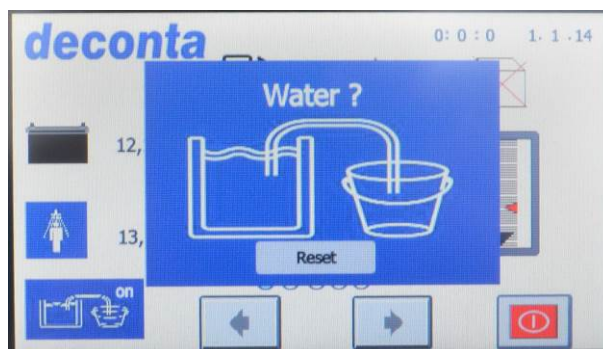 deconta
0: 0 : 0 1. 1 .14
Water ?
12,
13,
Reset
on